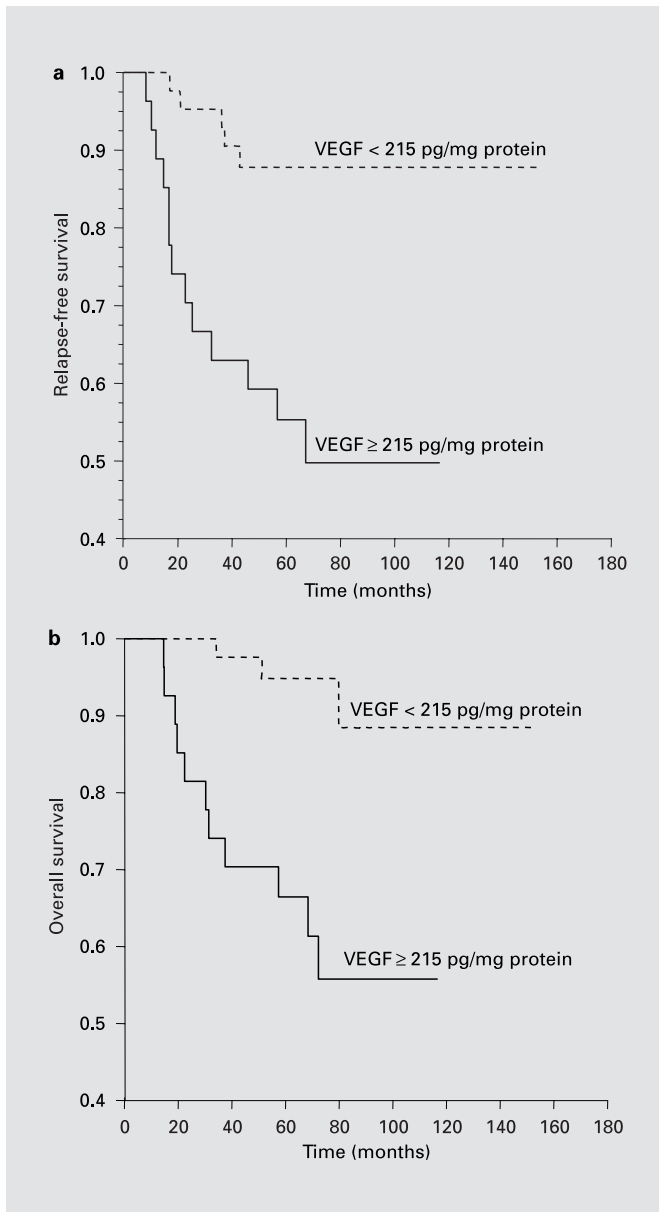 a
1.0
0.9
0.8
0.7
0.6
0.5
0.4
Relapse-free survival
VEGF < 215 pg/mg protein
VEGF ≥ 215 pg/mg protein
0 20 40 60 80 100 120 140 160 180
Time (months)
b
1.0
0.9
0.8
0.7
0.6
0.5
0.4
Overall survival
VEGF < 215 pg/mg protein
VEGF ≥ 215 pg/mg protein
0 20 40 60 80 100 120 140 160 180
Time (months)